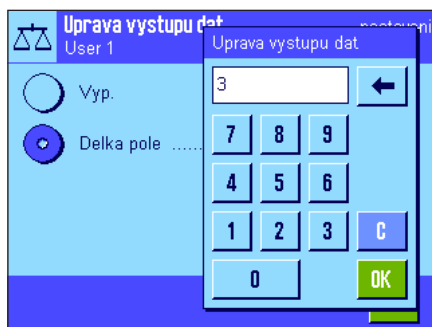 Uprava vystupu dat
User 1
Vyp.
Delka pole ......
Uprava vystupu dat
3
7 8 9
4 5 6
1 2 3 C
0 OK